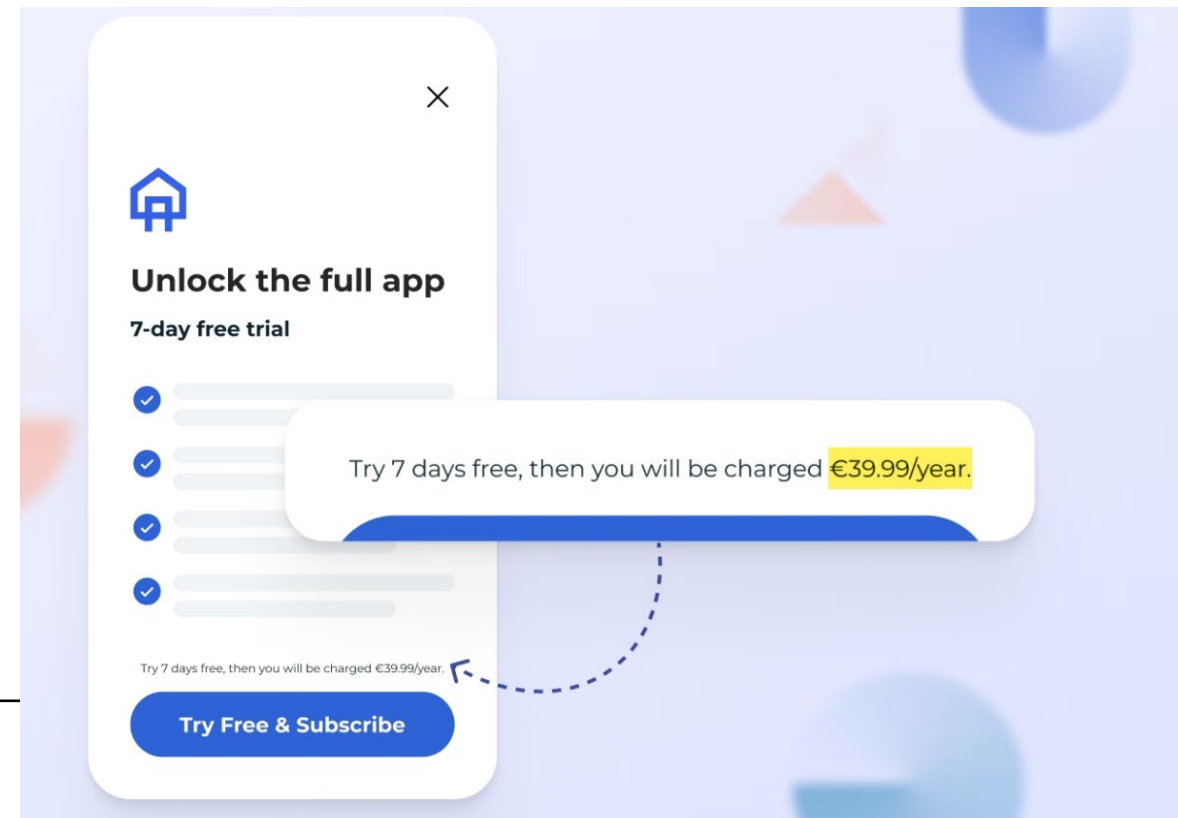 Unlock the full app
7-day free trial
Try 7 days free, then you will be charged €39.99/year.
Try 7 days free, then you will be charged €39.99/year.
Try Free & Subscribe